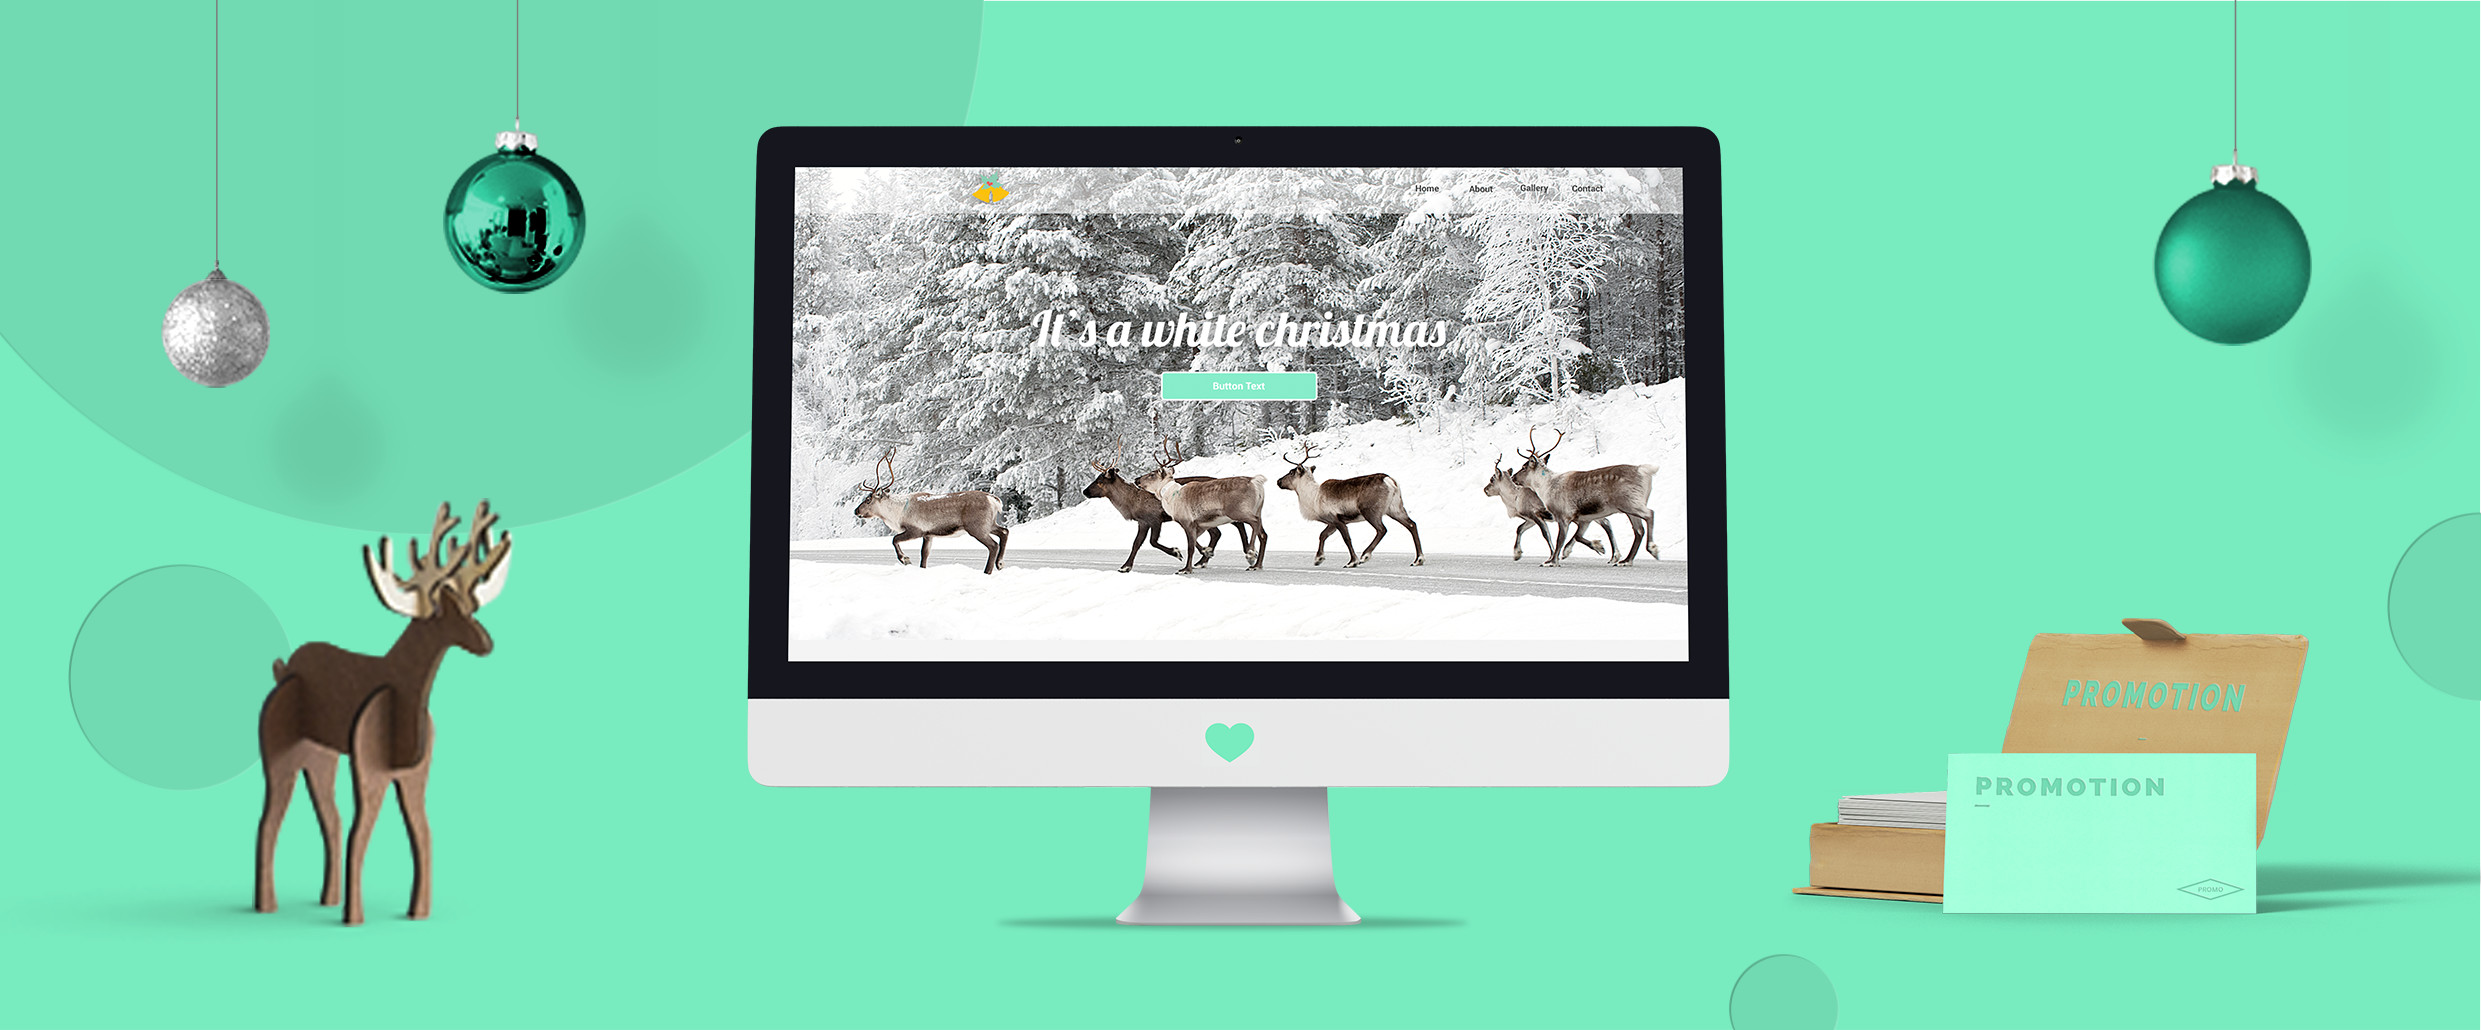 Home About Gallery Contact
It's a white christmas
Button Text
PROMOTION
PROMOTION
PROMO